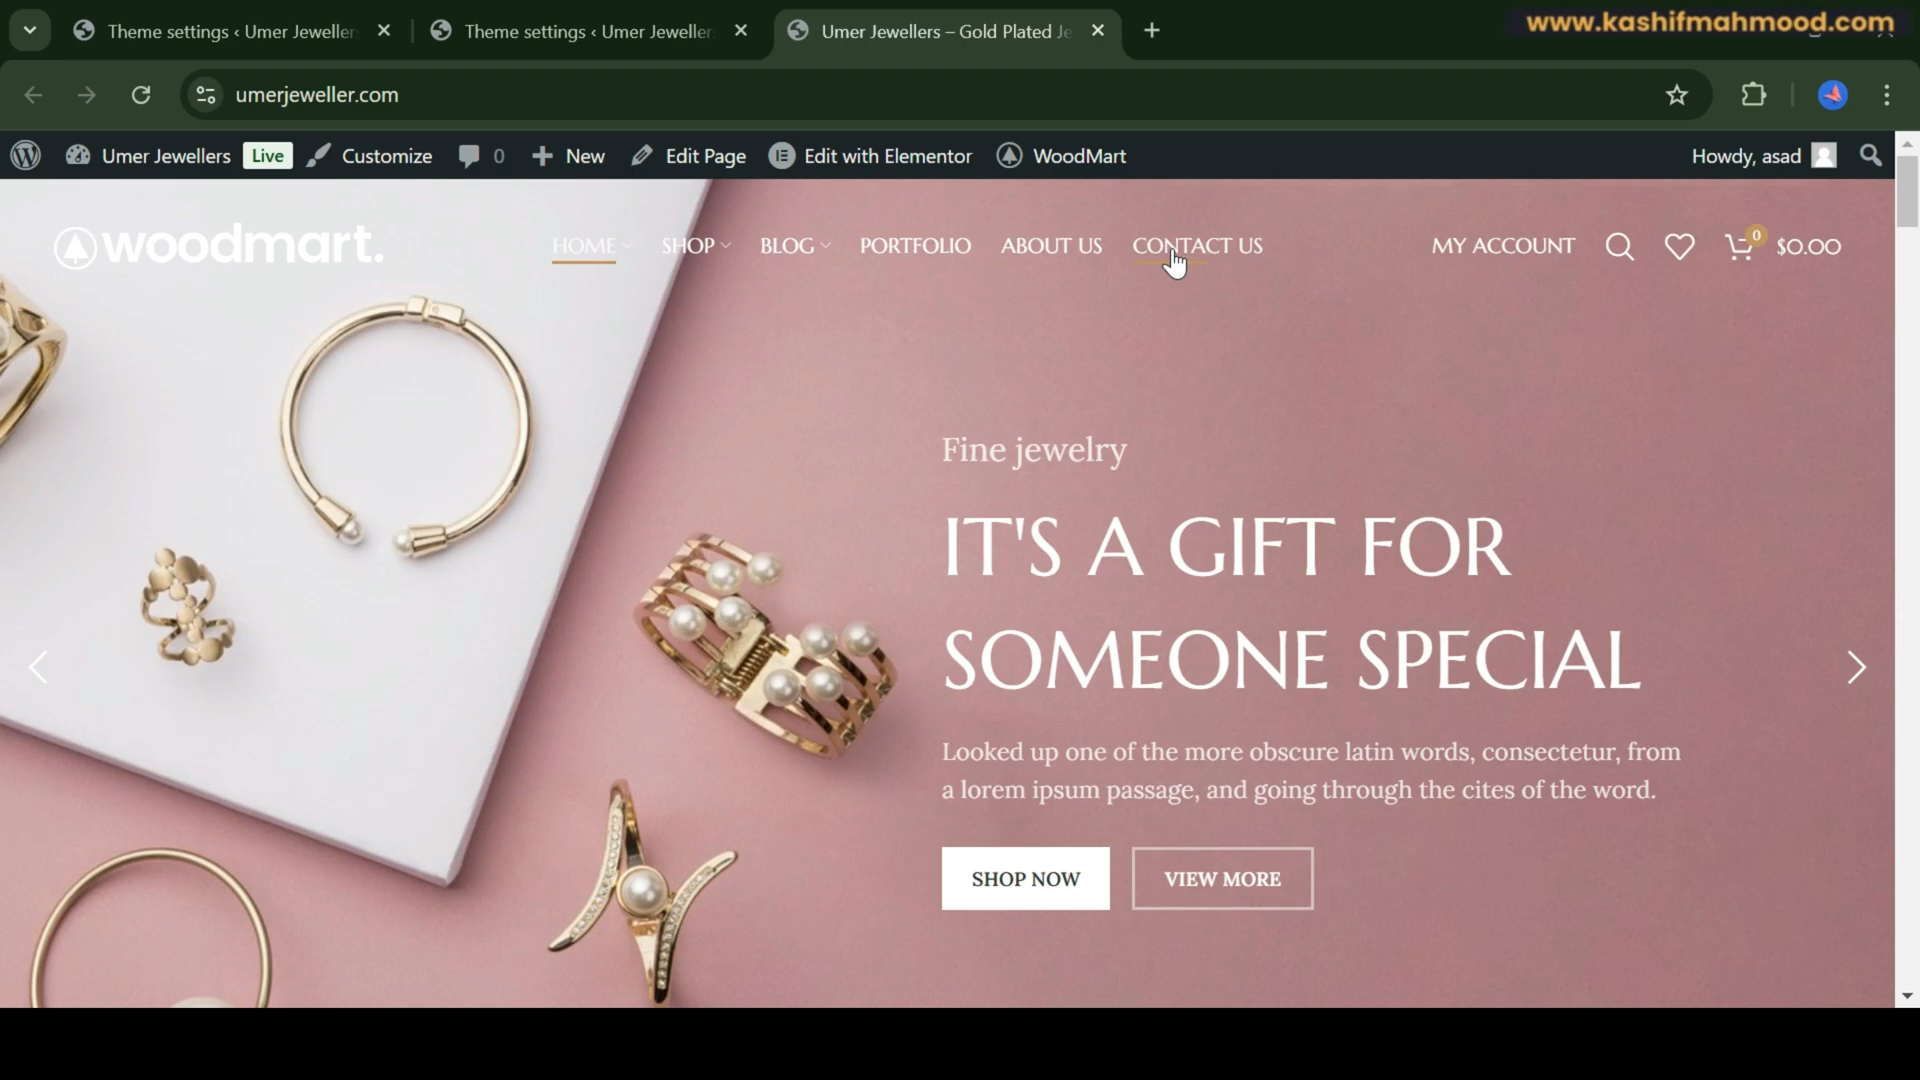 Theme settings ‹ Umer Jeweller
Theme settings ‹ Umer Jeweller
Umer Jewellers – Gold Plated Je
www.kashifmahmood.com
umerjeweller.com
Umer Jewellers
Live
Customize
0
New
Edit Page
Edit with Elementor
WoodMart
Howdy, asad
woodmart.
HOME
SHOP
BLOG
PORTFOLIO
ABOUT US
CONTACT US
MY ACCOUNT
0
$0.00
Fine jewelry
IT'S A GIFT FOR
SOMEONE SPECIAL
Looked up one of the more obscure latin words, consectetur, from
a lorem ipsum passage, and going through the cites of the word.
SHOP NOW
VIEW MORE